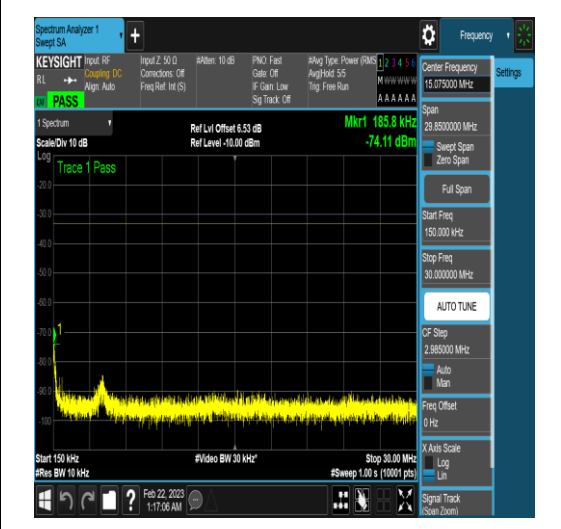 Spectrum Analyzer 1
Swept SA
+
Frequency
KEYSIGHT
Input: RF
Input Z: 50 Ω
#Atten: 10 dB
PNO: Fast
#Avg Type: Power (RMS
1 2 3 4 5 6
RL
Coupling: DC
Corrections: Off
Gate: Off
Avg|Hold: 5/5
M W W W W W
Align: Auto
Freq Ref: Int (S)
IF Gain: Low
Trig: Free Run
Sig Track: Off
A A A A A A
PASS
1 Spectrum
Ref Lvl Offset 6.53 dB
Mkr1 185.8 kHz
Scale/Div 10 dB
Ref Level -10.00 dBm
-74.11 dBm
Log
Trace 1 Pass
-20.0
-30.0
-40.0
-50.0
-60.0
-70.0
1
-80.0
-90.0
-100
Start 150 kHz
#Video BW 30 kHz*
Stop 30.00 MHz
#Res BW 10 kHz
#Sweep 1.00 s (10001 pts)
Center Frequency
15.075000 MHz
Settings
Span
29.8500000 MHz
Swept Span
Zero Span
Full Span
Start Freq
150.000 kHz
Stop Freq
30.000000 MHz
AUTO TUNE
CF Step
2.985000 MHz
Auto
Man
Freq Offset
0 Hz
X Axis Scale
Log
Lin
Signal Track
(Span Zoom)
?
Feb 22, 2023
1:17:06 AM